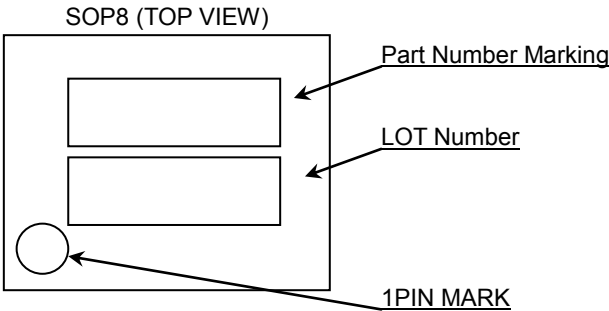 SOP8 (TOP VIEW)
Part Number Marking
LOT Number
1PIN MARK